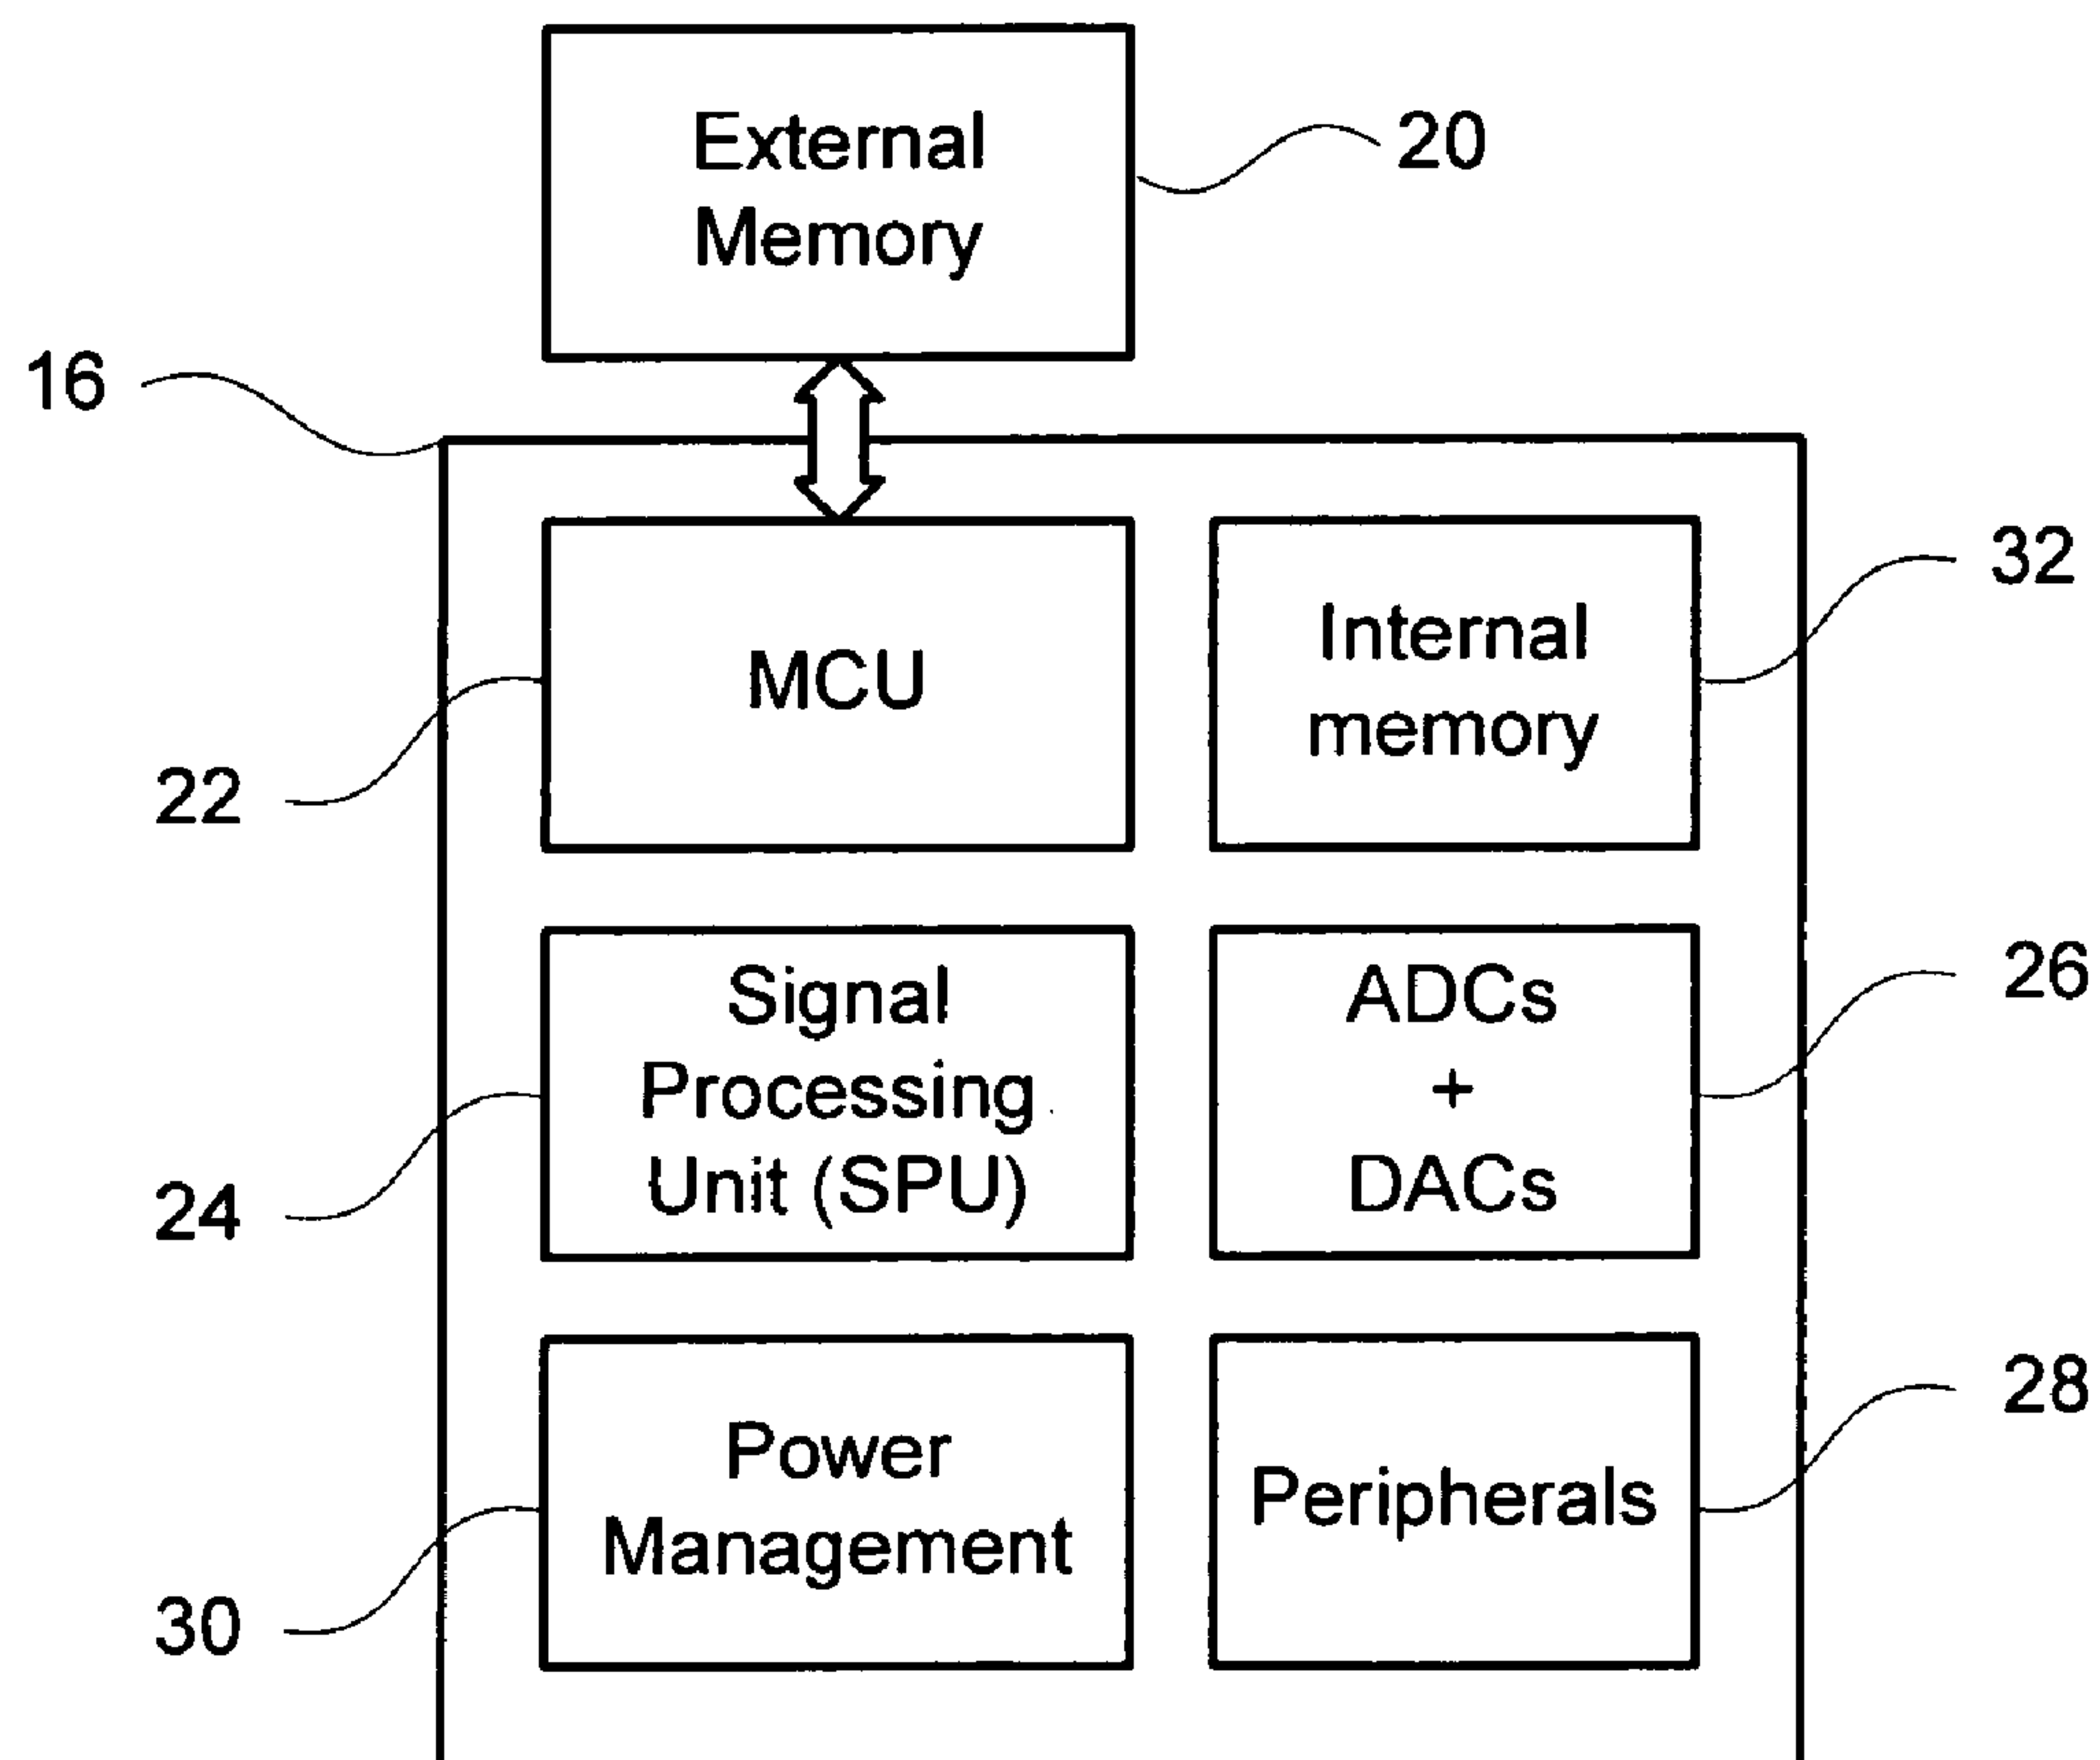 External
Memory
20
16
MCU
22
Internal
memory
32
Signal
Processing
Unit (SPU)
24
ADCs
+
DACs
26
Power
Management
30
Peripherals
28